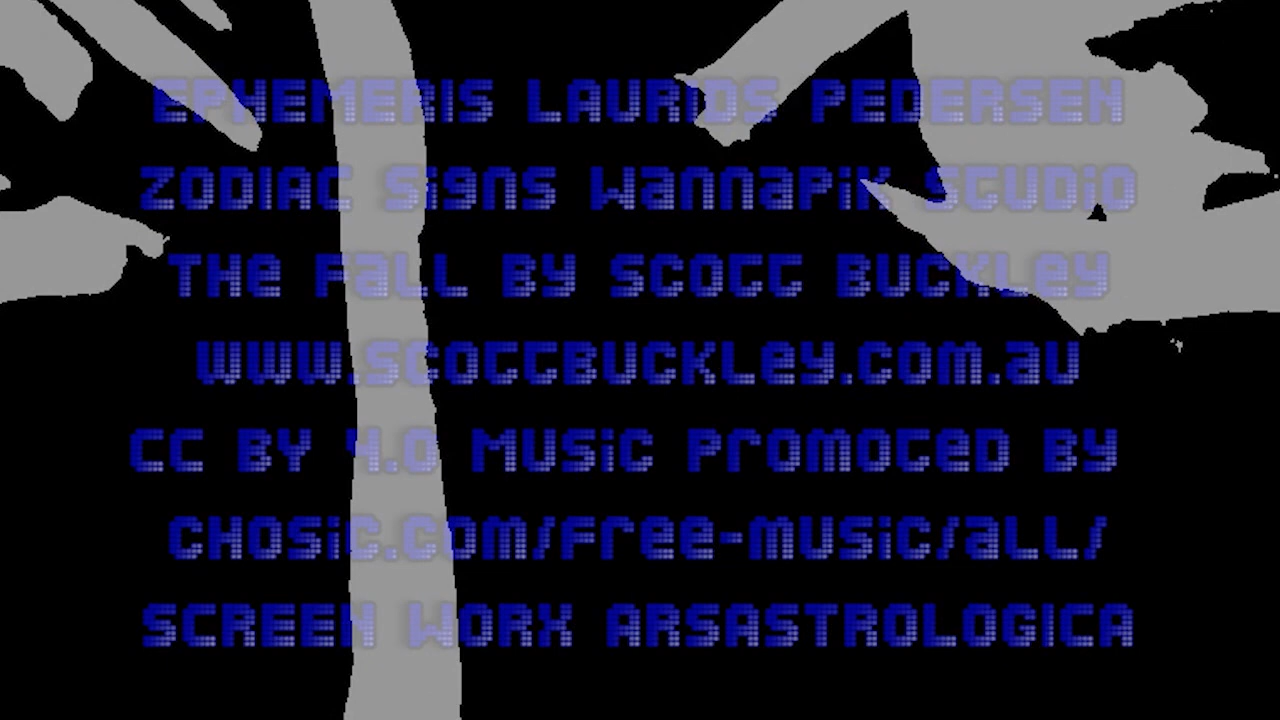 EPHEMERIS LAURIDS PEDERSEN
ZODIAC Signs Wannapik Studio
The Fall by Scott Buckley
www.scottbuckley.com.au
CC BY 4.0 Music promoted by
Chosic.com/free-music/all/
SCREEN WORX ARSASTROLOGICA